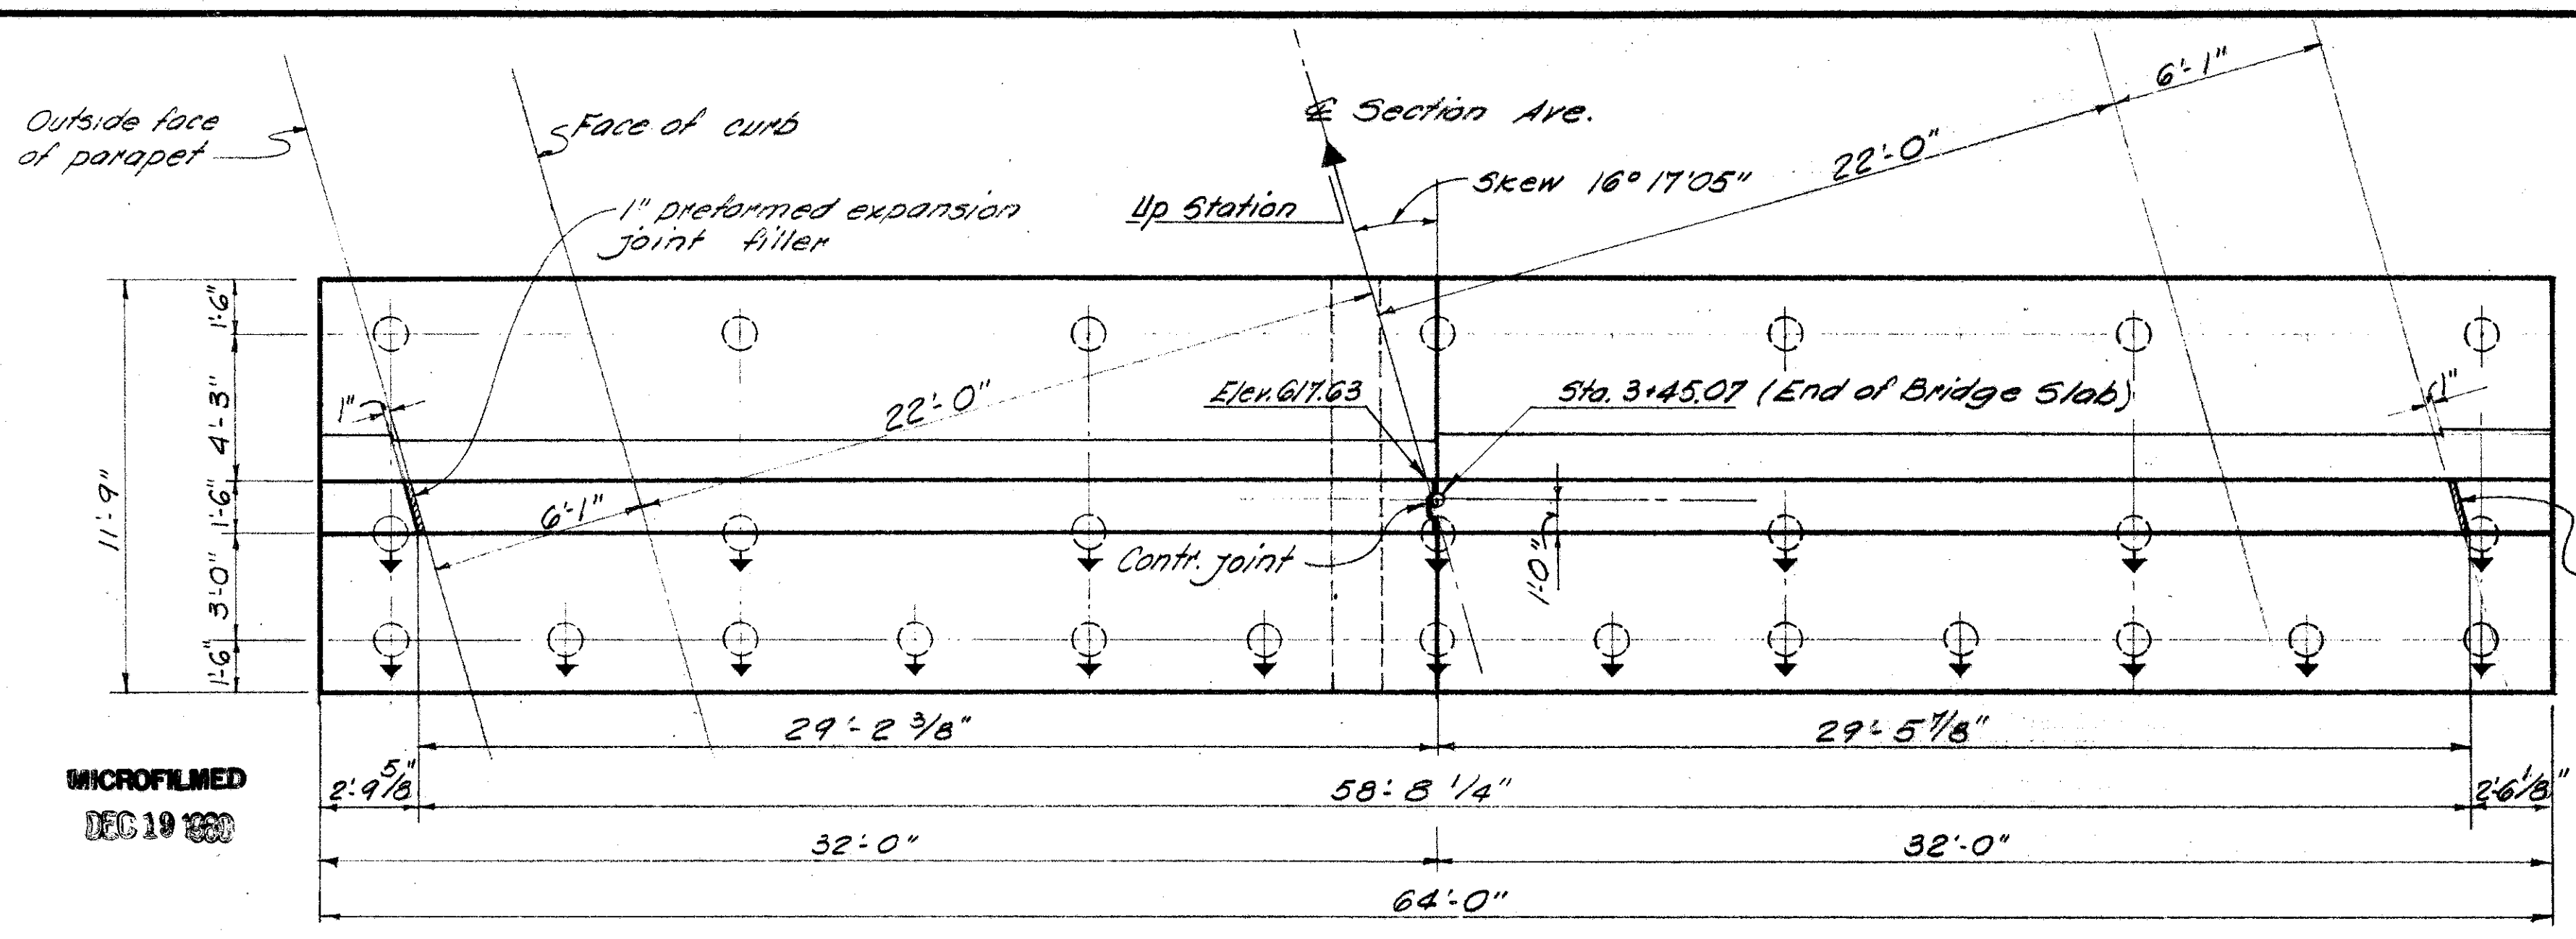 Outside face
of parapet
Face of curb
1" preformed expansion
joint filler
℄ Section Ave.
Up Station
Skew 16° 17'05"
22'-0"
6'-1"
1'-6"
4'-3"
1'-6"
3'-0"
1'-6"
11'-9"
1"
22'-0"
6'-1"
Elev. 617.63
Sta. 3+45.07 (End of Bridge Slab)
1"
Contr. joint
1'-0"
29'-2 3/8"
29'-5 7/8"
2'-9 5/8"
58'-8 1/4"
2'-6 1/8"
32'-0"
32'-0"
64'-0"
MICROFILMED
DEC 19 1980